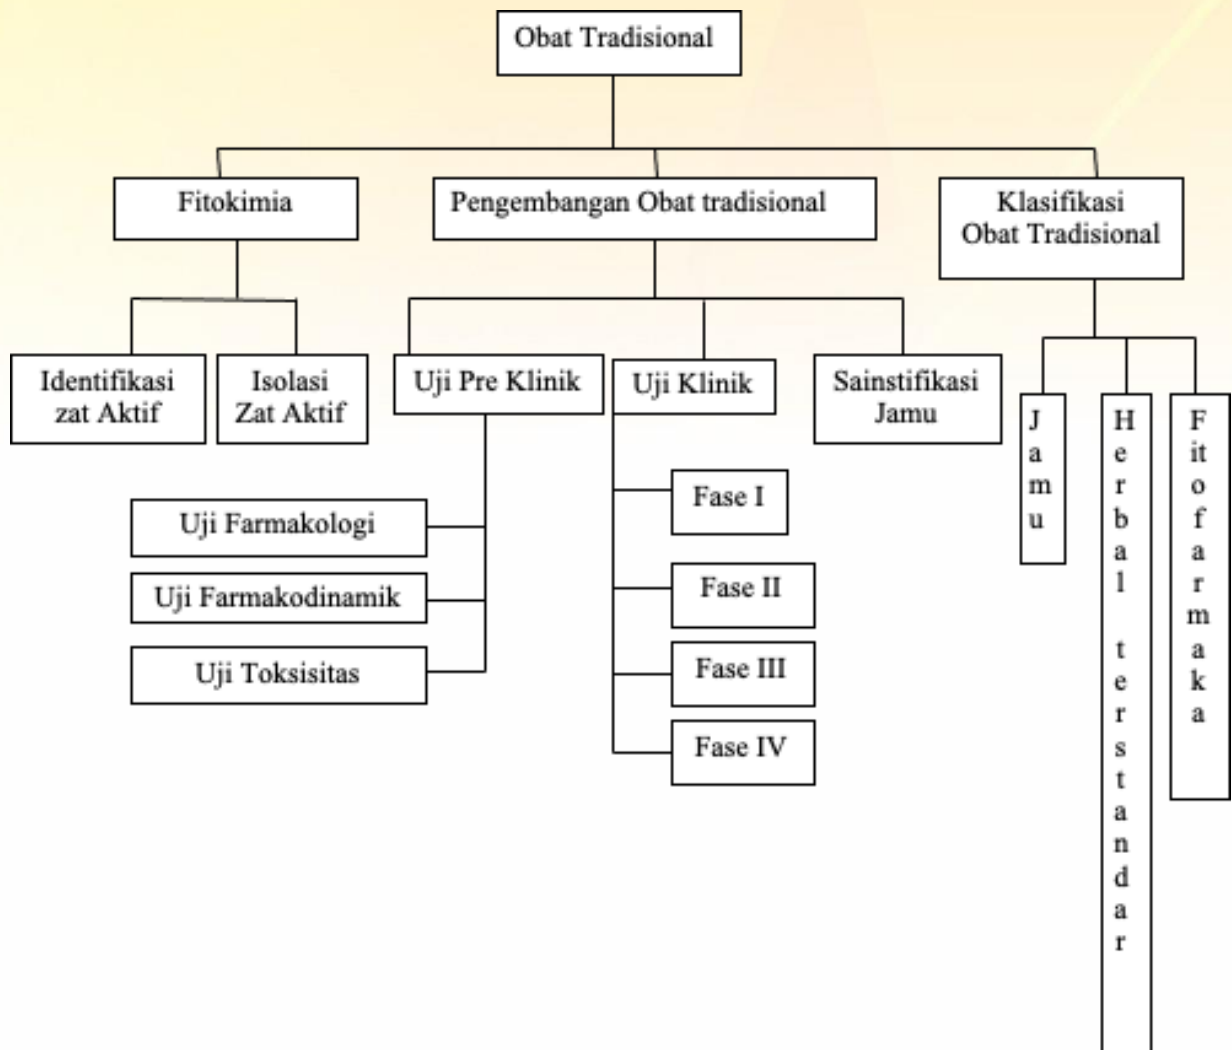 Obat Tradisional
Fitokimia
Pengembangan Obat tradisional
Klasifikasi
Obat Tradisional
Identifikasi
zat Aktif
Isolasi
Zat Aktif
Uji Pre Klinik
Uji Klinik
Sainstifikasi
Jamu
Uji Farmakologi
Uji Farmakodinamik
Uji Toksisitas
Fase I
Fase II
Fase III
Fase IV
Jamu
Herbal terstandar
Fitofarmaka